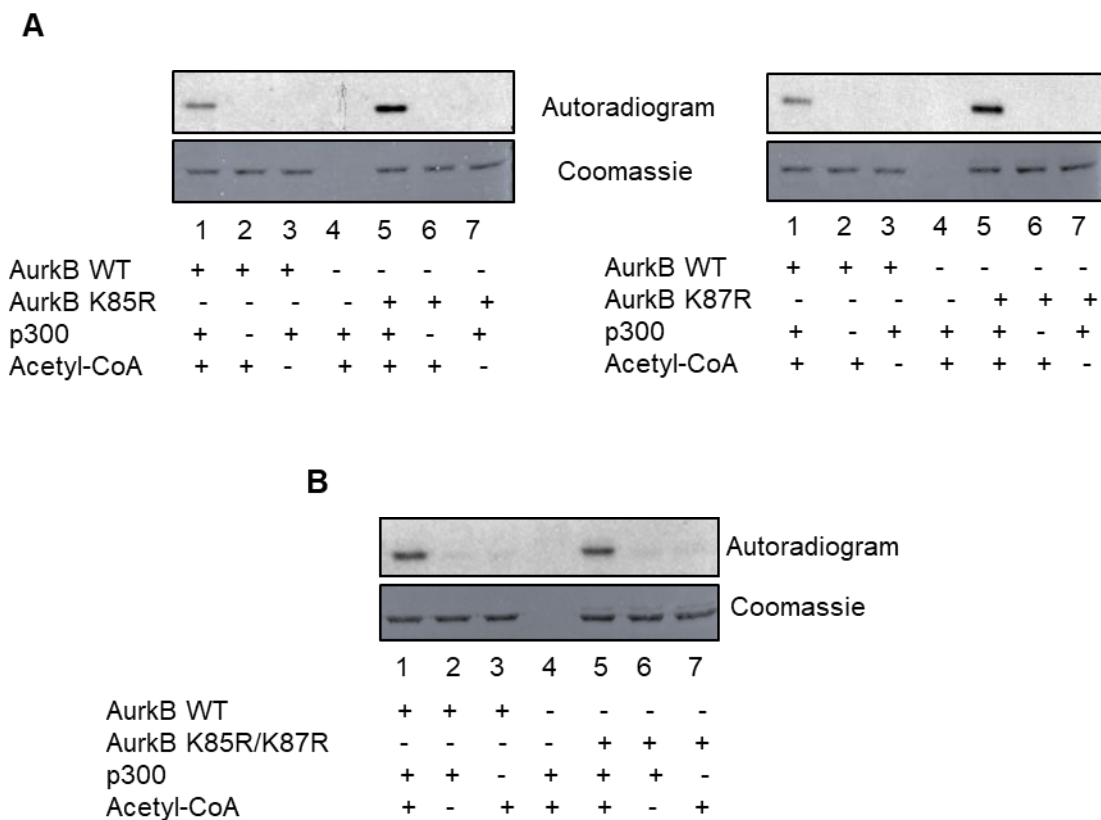 A
Autoradiogram
Coomassie
1 2 3 4 5 6 7
AurkB WT + + + - - - -
AurkB K85R - - - - + + +
p300 + - + + + - +
Acetyl-CoA + + - + + + -
1 2 3 4 5 6 7
AurkB WT + + + - - - -
AurkB K87R - - - - + + +
p300 + - + + + - +
Acetyl-CoA + + - + + + -
B
Autoradiogram
Coomassie
1 2 3 4 5 6 7
AurkB WT + + + - - - -
AurkB K85R/K87R - - - - + + +
p300 + + - + + + -
Acetyl-CoA + - + + + - +